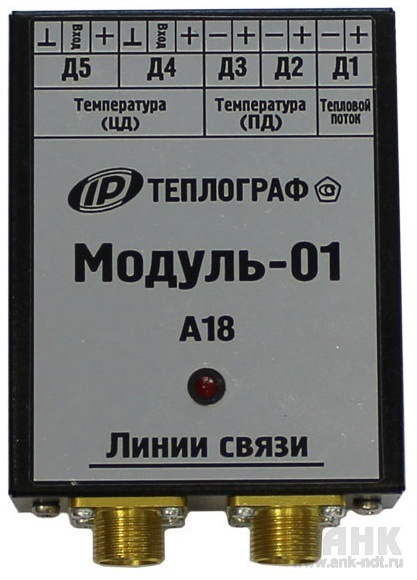 ⊥ Вход + ⊥ Вход + − + − + − +
Д5 Д4 Д3 Д2 Д1
Температура (ЦД) Температура (ПД) Тепловой поток
IP ТЕПЛОГРАФ
Модуль-01
А18
Линии связи
АНК
www.ank-ndt.ru